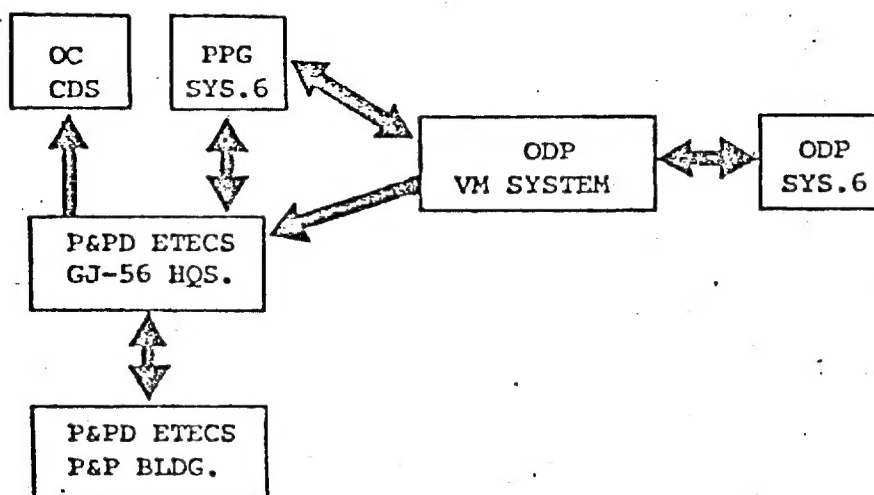 OC
CDS
PPG
SYS.6
ODP
VM SYSTEM
ODP
SYS.6
P&PD ETECS
GJ-56 HQS.
P&PD ETECS
P&P BLDG.